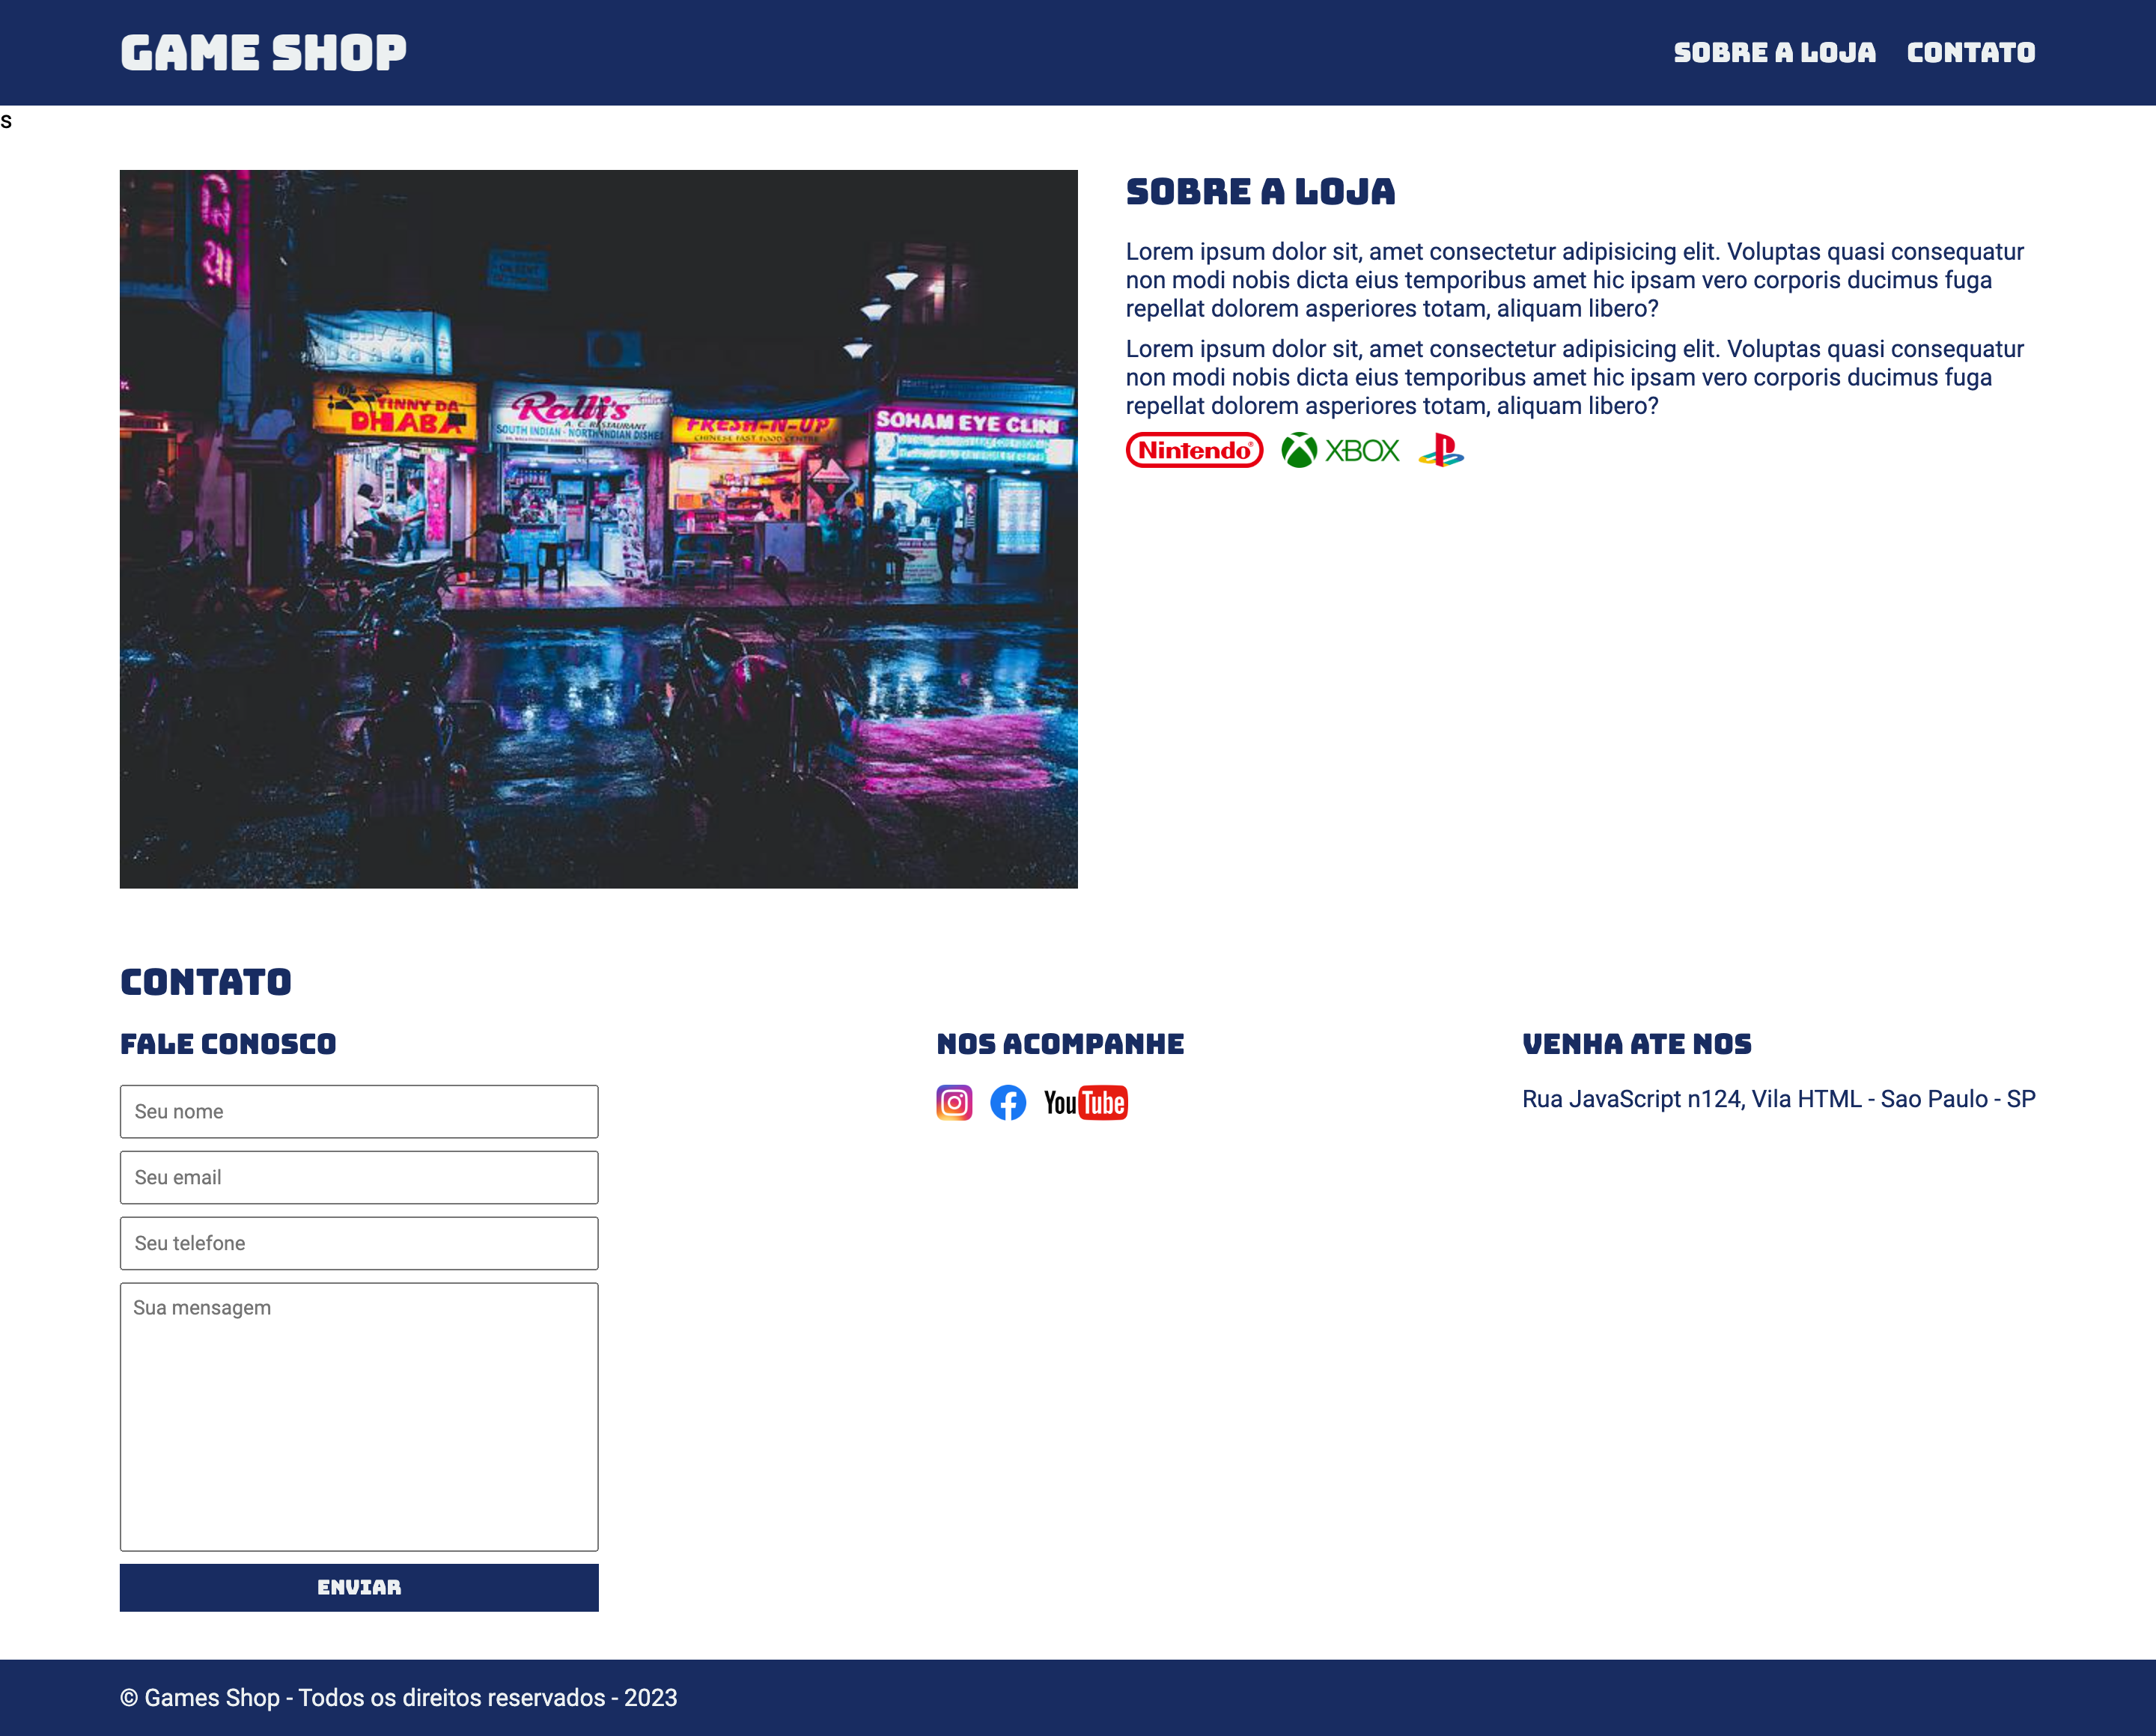 GAME SHOP
SOBRE A LOJA CONTATO
s
TINNY DA
DHABA
Ralli's
A. C. RESTAURANT
SOUTH INDIAN - NORTH INDIAN DISHES
FRESH-N-UP
CHINESE FAST FOOD CENTRE
SOHAM EYE CLINI
SOBRE A LOJA
Lorem ipsum dolor sit, amet consectetur adipisicing elit. Voluptas quasi consequatur
non modi nobis dicta eius temporibus amet hic ipsam vero corporis ducimus fuga
repellat dolorem asperiores totam, aliquam libero?
Lorem ipsum dolor sit, amet consectetur adipisicing elit. Voluptas quasi consequatur
non modi nobis dicta eius temporibus amet hic ipsam vero corporis ducimus fuga
repellat dolorem asperiores totam, aliquam libero?
Nintendo® XBOX
CONTATO
FALE CONOSCO
Seu nome
Seu email
Seu telefone
Sua mensagem
ENVIAR
NOS ACOMPANHE
YouTube
VENHA ATE NOS
Rua JavaScript n124, Vila HTML - Sao Paulo - SP
© Games Shop - Todos os direitos reservados - 2023